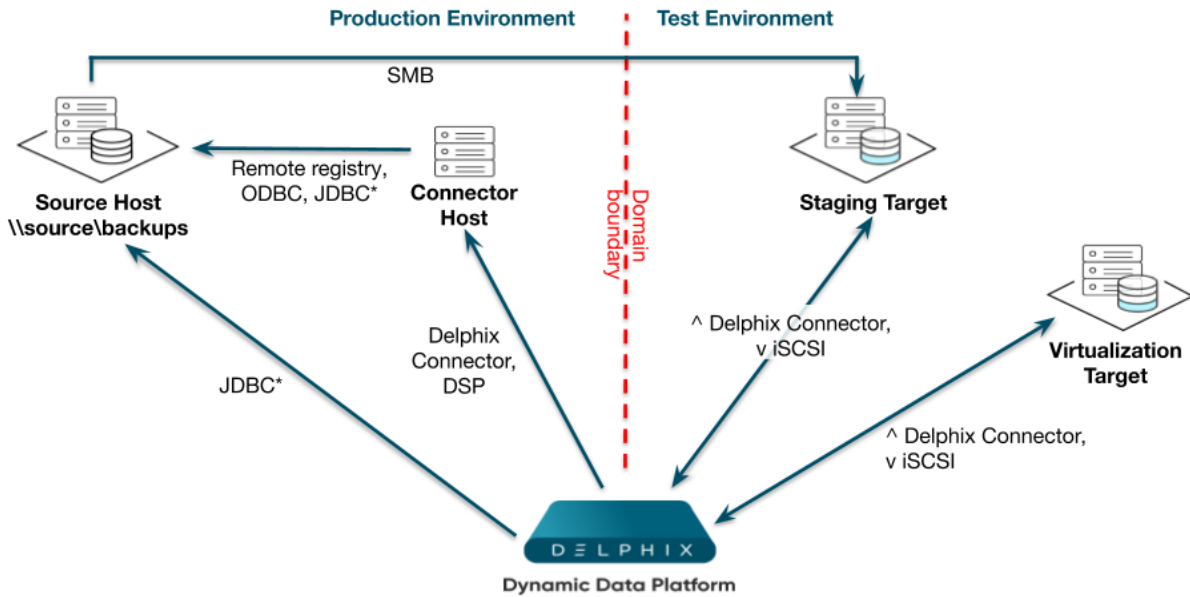 Production Environment
Test Environment
SMB
Source Host
\\source\backups
Remote registry,
ODBC, JDBC*
Connector
Host
Domain
boundary
Staging Target
Virtualization
Target
JDBC*
Delphix
Connector,
DSP
^ Delphix Connector,
v iSCSI
^ Delphix Connector,
v iSCSI
DELPHIX
Dynamic Data Platform